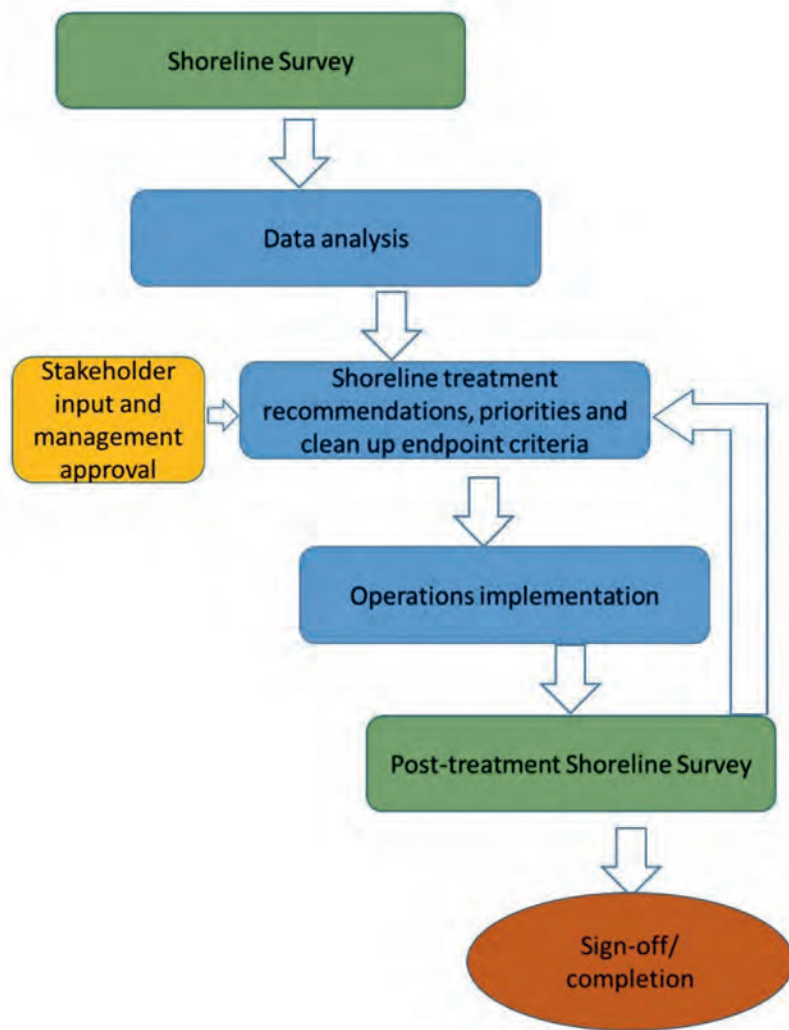 Shoreline Survey
Data analysis
Stakeholder
input and
management
approval
Shoreline treatment
recommendations, priorities and
clean up endpoint criteria
Operations implementation
Post-treatment Shoreline Survey
Sign-off/
completion